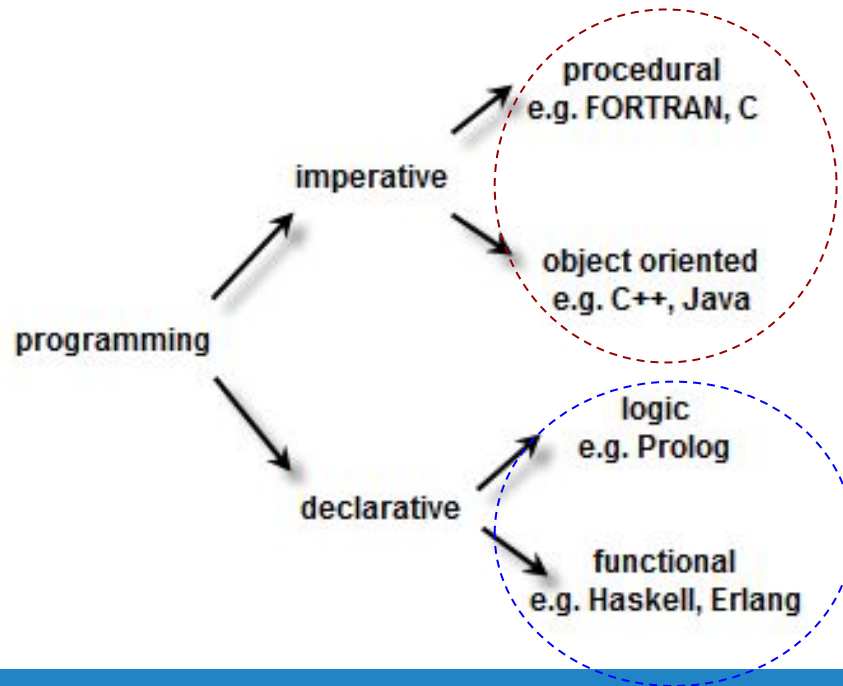 procedural
e.g. FORTRAN, C
imperative
object oriented
e.g. C++, Java
programming
logic
e.g. Prolog
declarative
functional
e.g. Haskell, Erlang